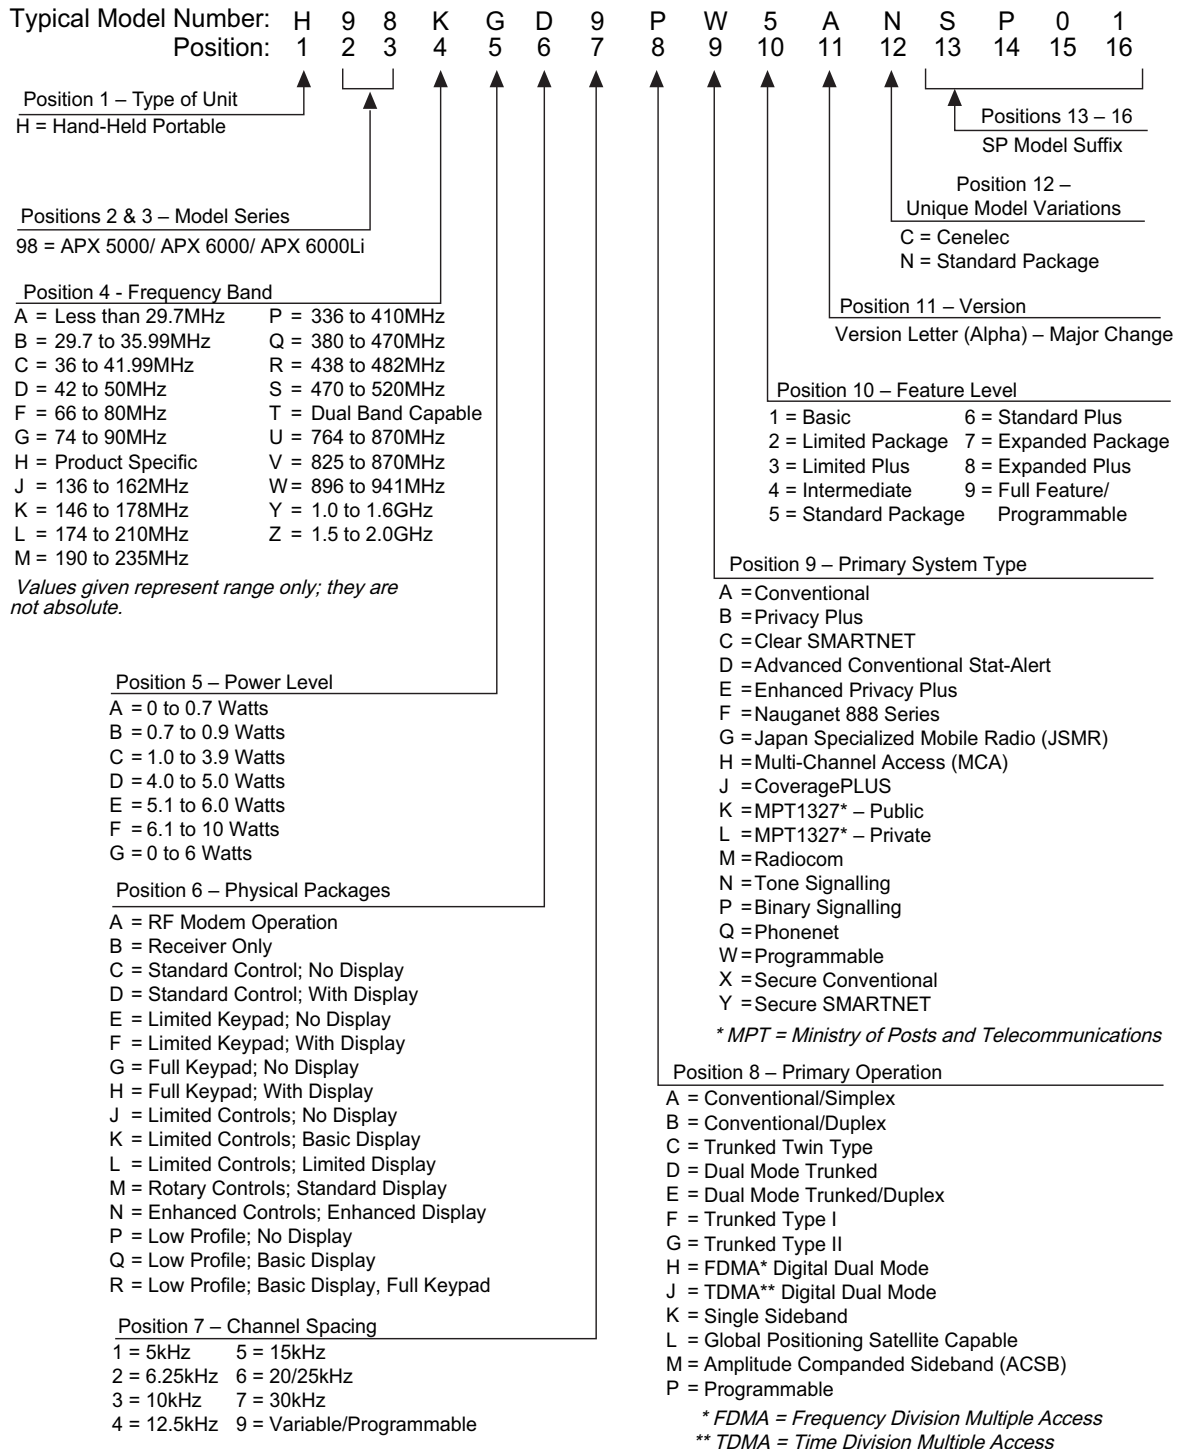 Typical Model Number: H 9 8 K G D 9 P W 5 A N S P 0 1
Position: 1 2 3 4 5 6 7 8 9 10 11 12 13 14 15 16
Position 1 – Type of Unit
H = Hand-Held Portable
Positions 2 & 3 – Model Series
98 = APX 5000/ APX 6000/ APX 6000Li
Position 4 - Frequency Band
A = Less than 29.7MHz
B = 29.7 to 35.99MHz
C = 36 to 41.99MHz
D = 42 to 50MHz
F = 66 to 80MHz
G = 74 to 90MHz
H = Product Specific
J = 136 to 162MHz
K = 146 to 178MHz
L = 174 to 210MHz
M = 190 to 235MHz
P = 336 to 410MHz
Q = 380 to 470MHz
R = 438 to 482MHz
S = 470 to 520MHz
T = Dual Band Capable
U = 764 to 870MHz
V = 825 to 870MHz
W = 896 to 941MHz
Y = 1.0 to 1.6GHz
Z = 1.5 to 2.0GHz
Values given represent range only; they are
not absolute.
Position 5 – Power Level
A = 0 to 0.7 Watts
B = 0.7 to 0.9 Watts
C = 1.0 to 3.9 Watts
D = 4.0 to 5.0 Watts
E = 5.1 to 6.0 Watts
F = 6.1 to 10 Watts
G = 0 to 6 Watts
Position 6 – Physical Packages
A = RF Modem Operation
B = Receiver Only
C = Standard Control; No Display
D = Standard Control; With Display
E = Limited Keypad; No Display
F = Limited Keypad; With Display
G = Full Keypad; No Display
H = Full Keypad; With Display
J = Limited Controls; No Display
K = Limited Controls; Basic Display
L = Limited Controls; Limited Display
M = Rotary Controls; Standard Display
N = Enhanced Controls; Enhanced Display
P = Low Profile; No Display
Q = Low Profile; Basic Display
R = Low Profile; Basic Display, Full Keypad
Position 7 – Channel Spacing
1 = 5kHz
2 = 6.25kHz
3 = 10kHz
4 = 12.5kHz
5 = 15kHz
6 = 20/25kHz
7 = 30kHz
9 = Variable/Programmable
Positions 13 – 16
SP Model Suffix
Position 12 –
Unique Model Variations
C = Cenelec
N = Standard Package
Position 11 – Version
Version Letter (Alpha) – Major Change
Position 10 – Feature Level
1 = Basic
2 = Limited Package
3 = Limited Plus
4 = Intermediate
5 = Standard Package
6 = Standard Plus
7 = Expanded Package
8 = Expanded Plus
9 = Full Feature/
Programmable
Position 9 – Primary System Type
A = Conventional
B = Privacy Plus
C = Clear SMARTNET
D = Advanced Conventional Stat-Alert
E = Enhanced Privacy Plus
F = Nauganet 888 Series
G = Japan Specialized Mobile Radio (JSMR)
H = Multi-Channel Access (MCA)
J = CoveragePLUS
K = MPT1327* – Public
L = MPT1327* – Private
M = Radiocom
N = Tone Signalling
P = Binary Signalling
Q = Phonenet
W = Programmable
X = Secure Conventional
Y = Secure SMARTNET
* MPT = Ministry of Posts and Telecommunications
Position 8 – Primary Operation
A = Conventional/Simplex
B = Conventional/Duplex
C = Trunked Twin Type
D = Dual Mode Trunked
E = Dual Mode Trunked/Duplex
F = Trunked Type I
G = Trunked Type II
H = FDMA* Digital Dual Mode
J = TDMA** Digital Dual Mode
K = Single Sideband
L = Global Positioning Satellite Capable
M = Amplitude Companded Sideband (ACSB)
P = Programmable
* FDMA = Frequency Division Multiple Access
** TDMA = Time Division Multiple Access